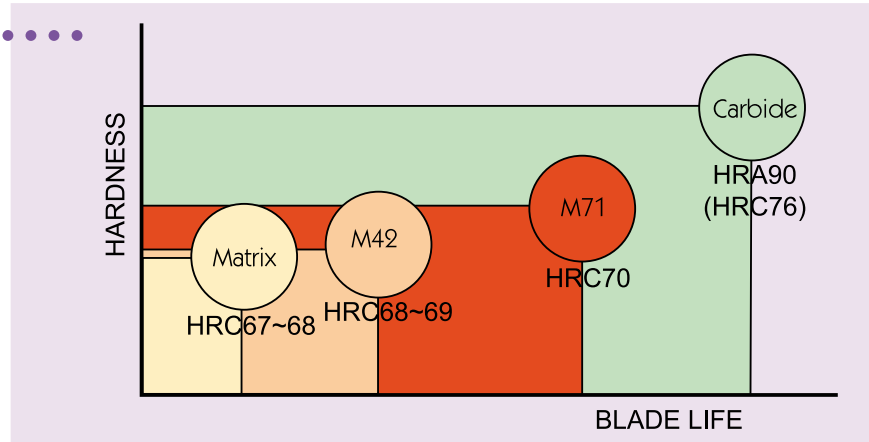 HARDNESS
Carbide
HRA90
(HRC76)
M71
HRC70
M42
HRC68~69
Matrix
HRC67~68
BLADE LIFE